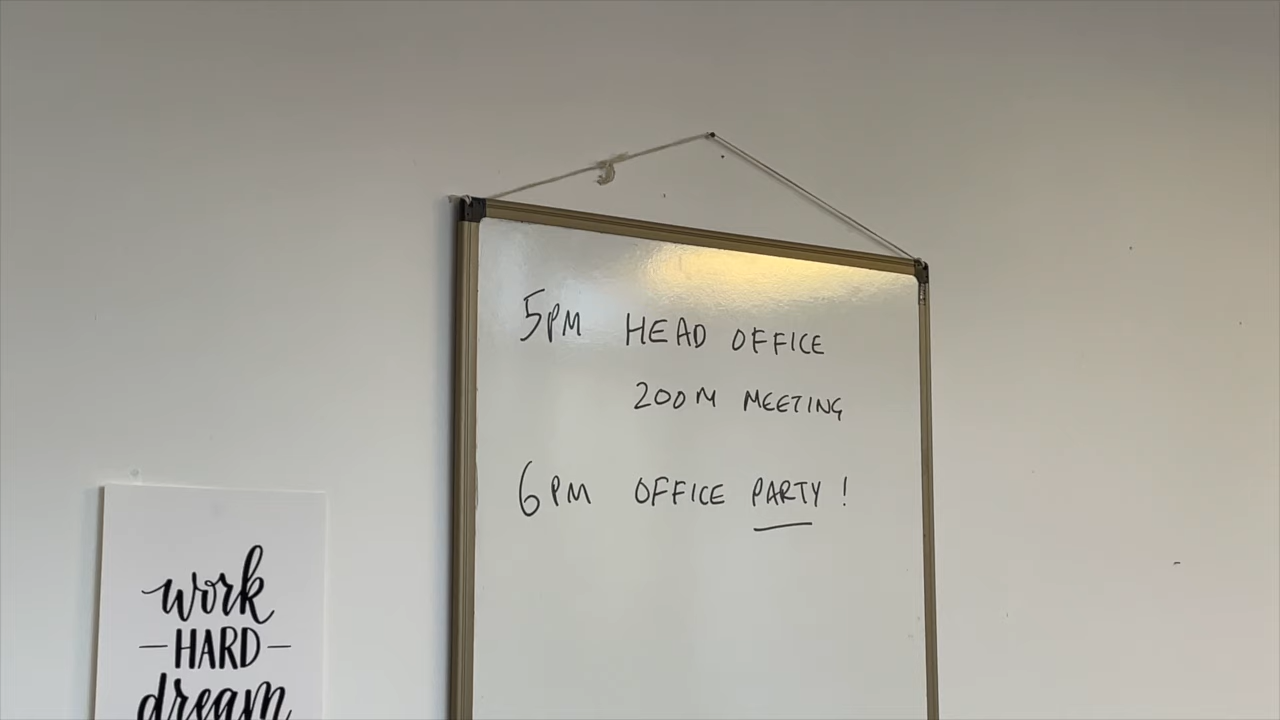 5PM HEAD OFFICE
ZOOM MEETING
6PM OFFICE PARTY!
work
HARD
dream